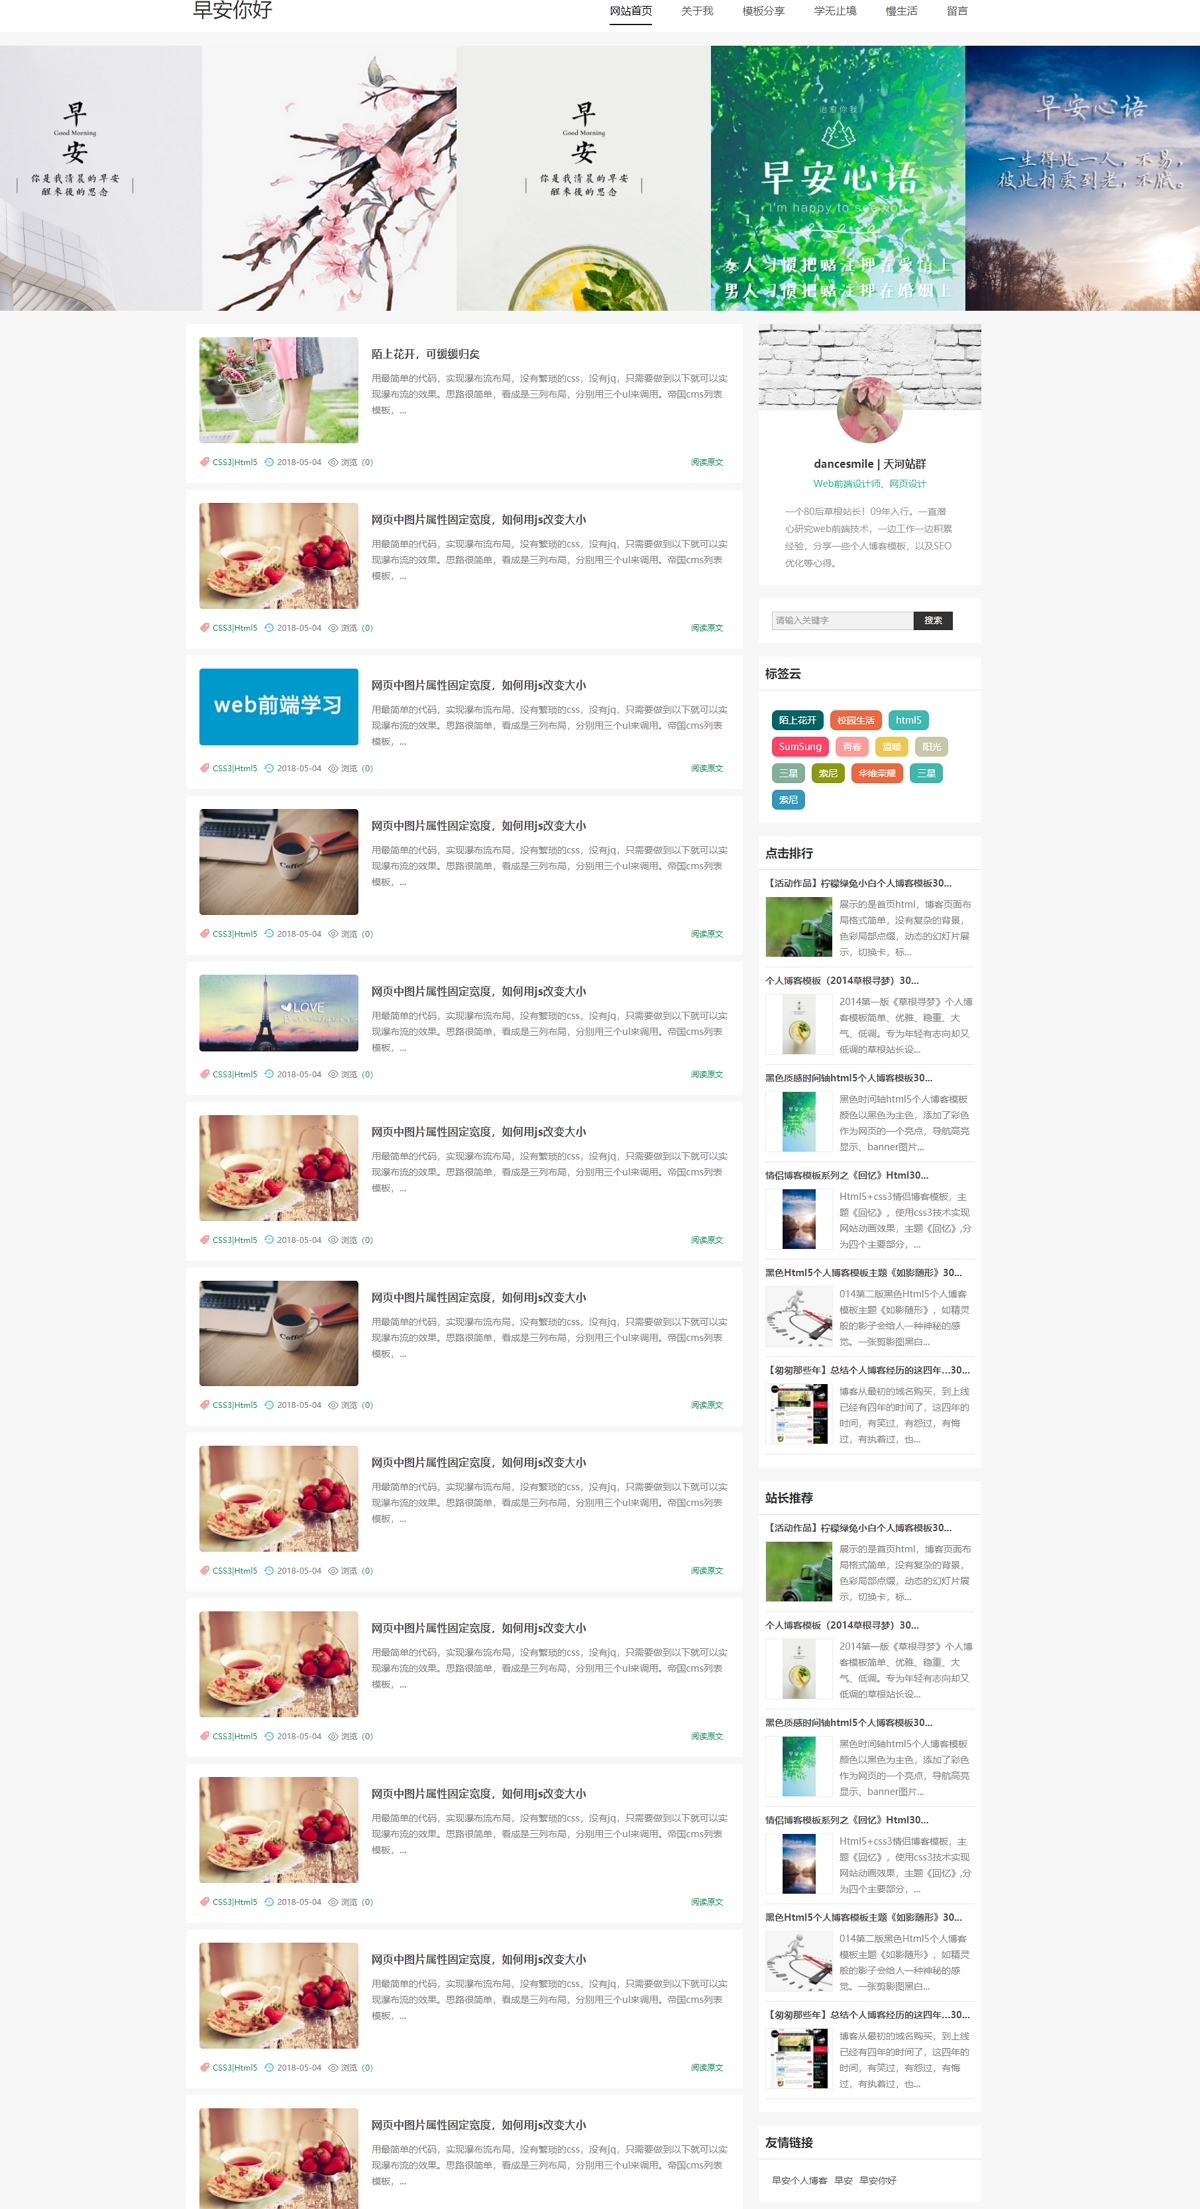 早安你好
网站首页 关于我 模板分享 学无止境 慢生活 留言
早
Good Morning
安
你是我清晨的早安
醒来後的思念
早
Good Morning
安
你是我清晨的早安
醒来後的思念
治愈你我
早安心语
I'm happy to see you
女人习惯把赌注押在爱情上
男人习惯把赌注押在婚姻上
早安心语
一生得此一人，不易，
彼此相爱到老，不腻。
陌上花开，可缓缓归矣
用最简单的代码，实现瀑布流布局，没有繁琐的css，没有jq，只需要做到以下就可以实
现瀑布流的效果。思路很简单，看成是三列布局，分别用三个ul来调用。帝国cms列表
模板，...
CSS3|Html5 2018-05-04 浏览（0） 阅读原文
网页中图片属性固定宽度，如何用js改变大小
用最简单的代码，实现瀑布流布局，没有繁琐的css，没有jq，只需要做到以下就可以实
现瀑布流的效果。思路很简单，看成是三列布局，分别用三个ul来调用。帝国cms列表
模板，...
CSS3|Html5 2018-05-04 浏览（0） 阅读原文
web前端学习
网页中图片属性固定宽度，如何用js改变大小
用最简单的代码，实现瀑布流布局，没有繁琐的css，没有jq，只需要做到以下就可以实
现瀑布流的效果。思路很简单，看成是三列布局，分别用三个ul来调用。帝国cms列表
模板，...
CSS3|Html5 2018-05-04 浏览（0） 阅读原文
Coffee
网页中图片属性固定宽度，如何用js改变大小
用最简单的代码，实现瀑布流布局，没有繁琐的css，没有jq，只需要做到以下就可以实
现瀑布流的效果。思路很简单，看成是三列布局，分别用三个ul来调用。帝国cms列表
模板，...
CSS3|Html5 2018-05-04 浏览（0） 阅读原文
LOVE
网页中图片属性固定宽度，如何用js改变大小
用最简单的代码，实现瀑布流布局，没有繁琐的css，没有jq，只需要做到以下就可以实
现瀑布流的效果。思路很简单，看成是三列布局，分别用三个ul来调用。帝国cms列表
模板，...
CSS3|Html5 2018-05-04 浏览（0） 阅读原文
网页中图片属性固定宽度，如何用js改变大小
用最简单的代码，实现瀑布流布局，没有繁琐的css，没有jq，只需要做到以下就可以实
现瀑布流的效果。思路很简单，看成是三列布局，分别用三个ul来调用。帝国cms列表
模板，...
CSS3|Html5 2018-05-04 浏览（0） 阅读原文
Coffee
网页中图片属性固定宽度，如何用js改变大小
用最简单的代码，实现瀑布流布局，没有繁琐的css，没有jq，只需要做到以下就可以实
现瀑布流的效果。思路很简单，看成是三列布局，分别用三个ul来调用。帝国cms列表
模板，...
CSS3|Html5 2018-05-04 浏览（0） 阅读原文
网页中图片属性固定宽度，如何用js改变大小
用最简单的代码，实现瀑布流布局，没有繁琐的css，没有jq，只需要做到以下就可以实
现瀑布流的效果。思路很简单，看成是三列布局，分别用三个ul来调用。帝国cms列表
模板，...
CSS3|Html5 2018-05-04 浏览（0） 阅读原文
网页中图片属性固定宽度，如何用js改变大小
用最简单的代码，实现瀑布流布局，没有繁琐的css，没有jq，只需要做到以下就可以实
现瀑布流的效果。思路很简单，看成是三列布局，分别用三个ul来调用。帝国cms列表
模板，...
CSS3|Html5 2018-05-04 浏览（0） 阅读原文
网页中图片属性固定宽度，如何用js改变大小
用最简单的代码，实现瀑布流布局，没有繁琐的css，没有jq，只需要做到以下就可以实
现瀑布流的效果。思路很简单，看成是三列布局，分别用三个ul来调用。帝国cms列表
模板，...
CSS3|Html5 2018-05-04 浏览（0） 阅读原文
网页中图片属性固定宽度，如何用js改变大小
用最简单的代码，实现瀑布流布局，没有繁琐的css，没有jq，只需要做到以下就可以实
现瀑布流的效果。思路很简单，看成是三列布局，分别用三个ul来调用。帝国cms列表
模板，...
CSS3|Html5 2018-05-04 浏览（0） 阅读原文
网页中图片属性固定宽度，如何用js改变大小
用最简单的代码，实现瀑布流布局，没有繁琐的css，没有jq，只需要做到以下就可以实
现瀑布流的效果。思路很简单，看成是三列布局，分别用三个ul来调用。帝国cms列表
模板，...
dancesmile | 天河站群
Web前端设计师、网页设计
一个80后草根站长！09年入行。一直潜
心研究web前端技术，一边工作一边积累
经验，分享一些个人博客模板，以及SEO
优化等心得。
请输入关键字 搜索
标签云
陌上花开 校园生活 html5
SumSung 青春 温暖 阳光
三星 索尼 华维荣耀 三星
索尼
点击排行
【活动作品】柠檬绿兔小白个人博客模板30...
展示的是首页html，博客页面布
局格式简单，没有复杂的背景，
色彩局部点缀，动态的幻灯片展
示，切换卡，标...
个人博客模板（2014草根寻梦）30...
2014第一版《草根寻梦》个人博
客模板简单、优雅、稳重、大
气、低调。专为年轻有志向却又
低调的草根站长设...
黑色质感时间轴html5个人博客模板30...
黑色时间轴html5个人博客模板
颜色以黑色为主色，添加了彩色
作为网页的一个亮点，导航高亮
显示、banner图片...
情侣博客模板系列之《回忆》Html30...
Html5+css3情侣博客模板，主
题《回忆》，使用css3技术实现
网站动画效果，主题《回忆》,分
为四个主要部分，...
黑色Html5个人博客模板主题《如影随形》30...
014第二版黑色Html5个人博客
模板主题《如影随形》，如精灵
般的影子会给人一种神秘的感
觉。一张剪影图黑白...
【匆匆那些年】总结个人博客经历的这四年…30...
博客从最初的域名购买，到上线
已经有四年的时间了，这四年的
时间，有笑过，有怨过，有悔
过，有执着过，也...
站长推荐
【活动作品】柠檬绿兔小白个人博客模板30...
展示的是首页html，博客页面布
局格式简单，没有复杂的背景，
色彩局部点缀，动态的幻灯片展
示，切换卡，标...
个人博客模板（2014草根寻梦）30...
2014第一版《草根寻梦》个人博
客模板简单、优雅、稳重、大
气、低调。专为年轻有志向却又
低调的草根站长设...
黑色质感时间轴html5个人博客模板30...
黑色时间轴html5个人博客模板
颜色以黑色为主色，添加了彩色
作为网页的一个亮点，导航高亮
显示、banner图片...
情侣博客模板系列之《回忆》Html30...
Html5+css3情侣博客模板，主
题《回忆》，使用css3技术实现
网站动画效果，主题《回忆》,分
为四个主要部分，...
黑色Html5个人博客模板主题《如影随形》30...
014第二版黑色Html5个人博客
模板主题《如影随形》，如精灵
般的影子会给人一种神秘的感
觉。一张剪影图黑白...
【匆匆那些年】总结个人博客经历的这四年…30...
博客从最初的域名购买，到上线
已经有四年的时间了，这四年的
时间，有笑过，有怨过，有悔
过，有执着过，也...
友情链接
早安个人博客 早安 早安你好